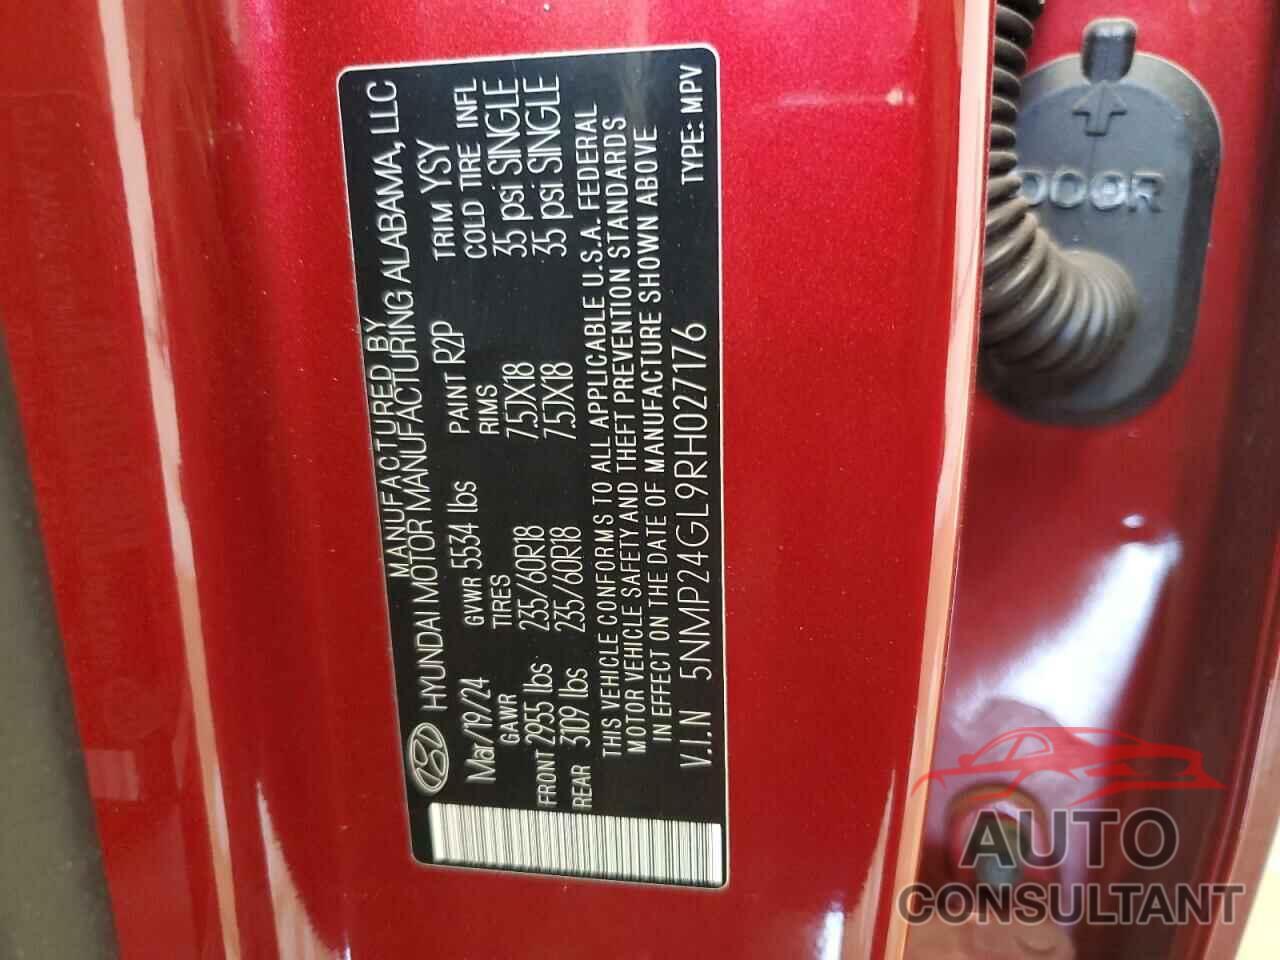 MANUFACTURED BY
HYUNDAI MOTOR MANUFACTURING ALABAMA, LLC
Mar/19/24 GVWR 5534 lbs PAINT R2P TRIM YSY
GAWR TIRES RIMS COLD TIRE INFL
FRONT 2955 lbs 235/60R18 7.5JX18 35 psi SINGLE
REAR 3109 lbs 235/60R18 7.5JX18 35 psi SINGLE
THIS VEHICLE CONFORMS TO ALL APPLICABLE U.S.A. FEDERAL
MOTOR VEHICLE SAFETY AND THEFT PREVENTION STANDARDS
IN EFFECT ON THE DATE OF MANUFACTURE SHOWN ABOVE
V.I.N 5NMP24GL9RH027176 TYPE: MPV
DOOR
AUTO
CONSULTANT